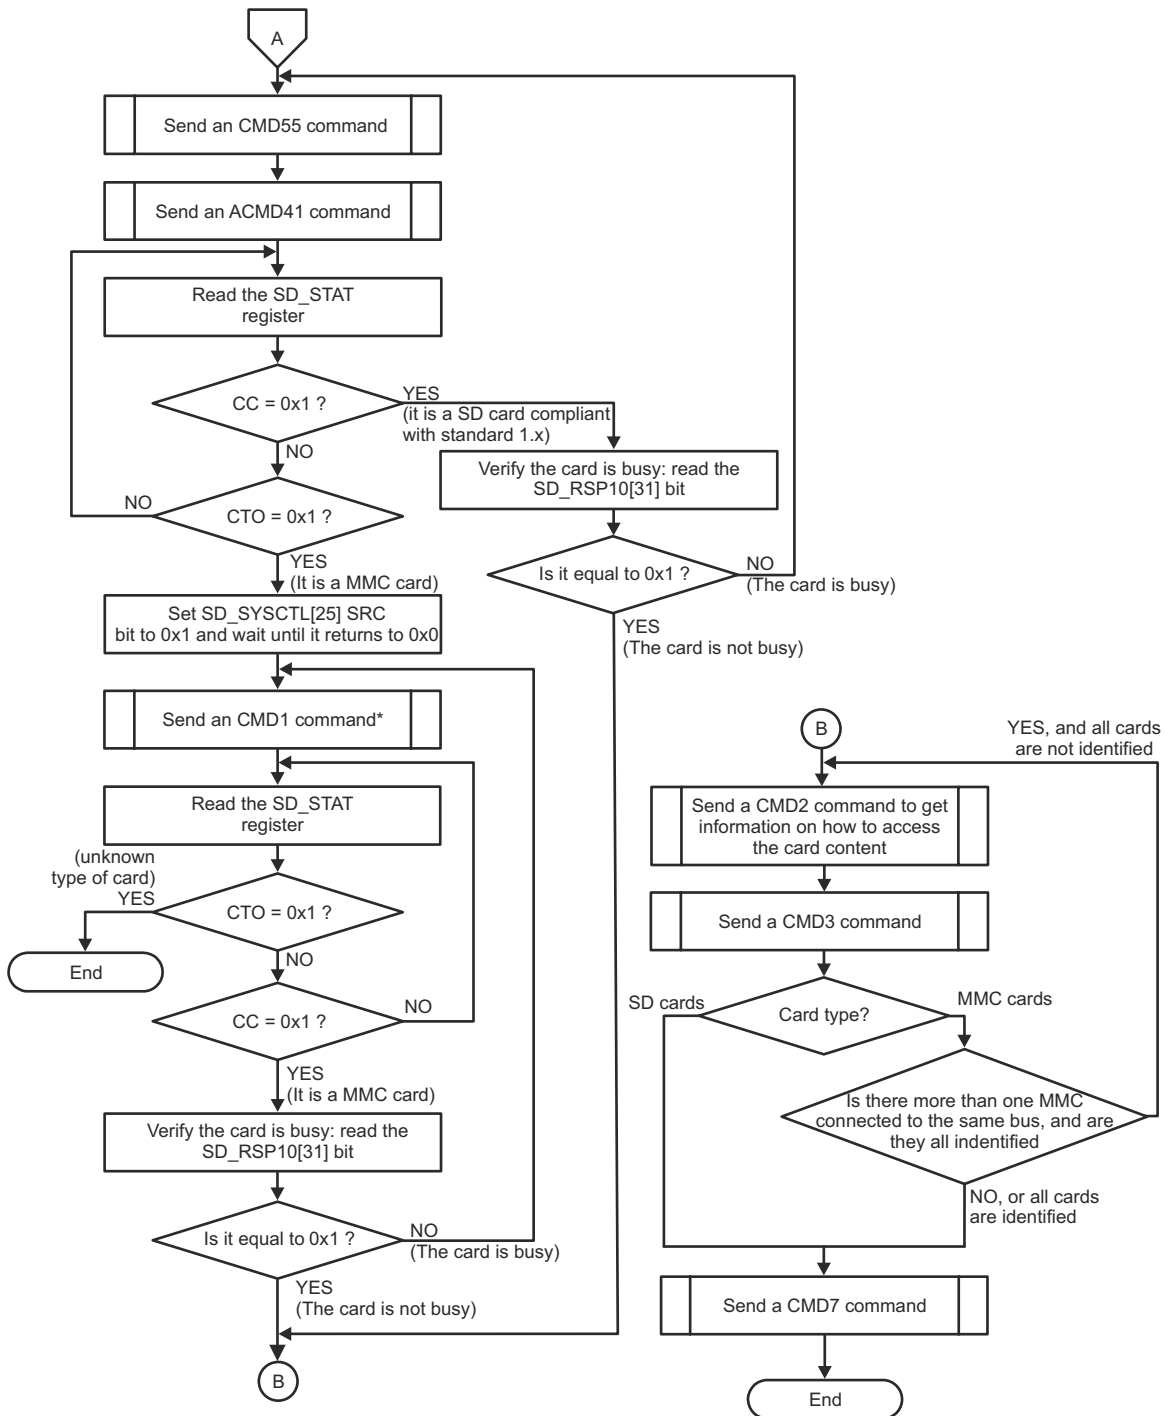 A
Send an CMD55 command
Send an ACMD41 command
Read the SD_STAT
register
CC = 0x1 ?
YES
(it is a SD card compliant
with standard 1.x)
NO
Verify the card is busy: read the
SD_RSP10[31] bit
CTO = 0x1 ?
NO
YES
(It is a MMC card)
Is it equal to 0x1 ?
NO
(The card is busy)
YES
(The card is not busy)
Set SD_SYSCTL[25] SRC
bit to 0x1 and wait until it returns to 0x0
Send an CMD1 command*
Read the SD_STAT
register
(unknown
type of card)
YES
CTO = 0x1 ?
End
NO
CC = 0x1 ?
NO
YES
(It is a MMC card)
Verify the card is busy: read the
SD_RSP10[31] bit
Is it equal to 0x1 ?
NO
(The card is busy)
YES
(The card is not busy)
B
B
YES, and all cards
are not identified
Send a CMD2 command to get
information on how to access
the card content
Send a CMD3 command
SD cards
Card type?
MMC cards
Is there more than one MMC
connected to the same bus, and are
they all indentified
NO, or all cards
are identified
Send a CMD7 command
End